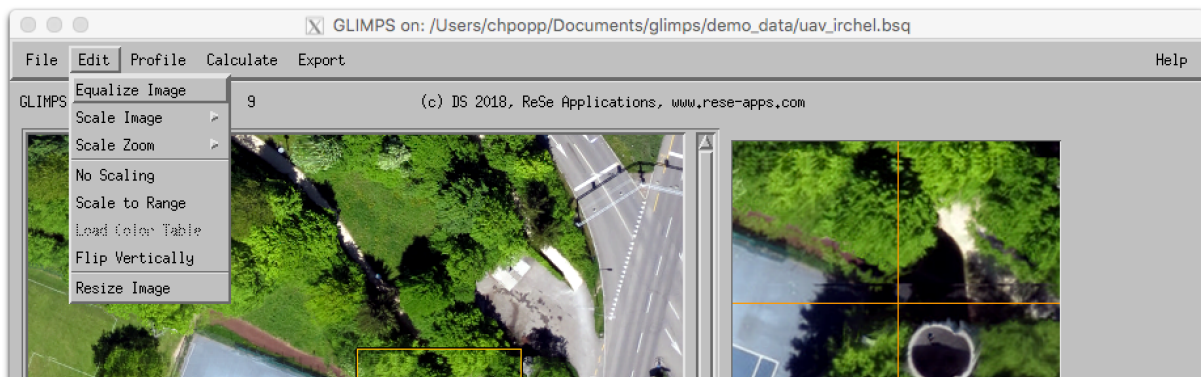 GLIMPS on: /Users/chpopp/Documents/glimps/demo_data/uav_irchel.bsq
File Edit Profile Calculate Export Help
GLIMPS 9 (c) DS 2018, ReSe Applications, www.rese-apps.com
Equalize Image
Scale Image
Scale Zoom
No Scaling
Scale to Range
Load Color Table
Flip Vertically
Resize Image